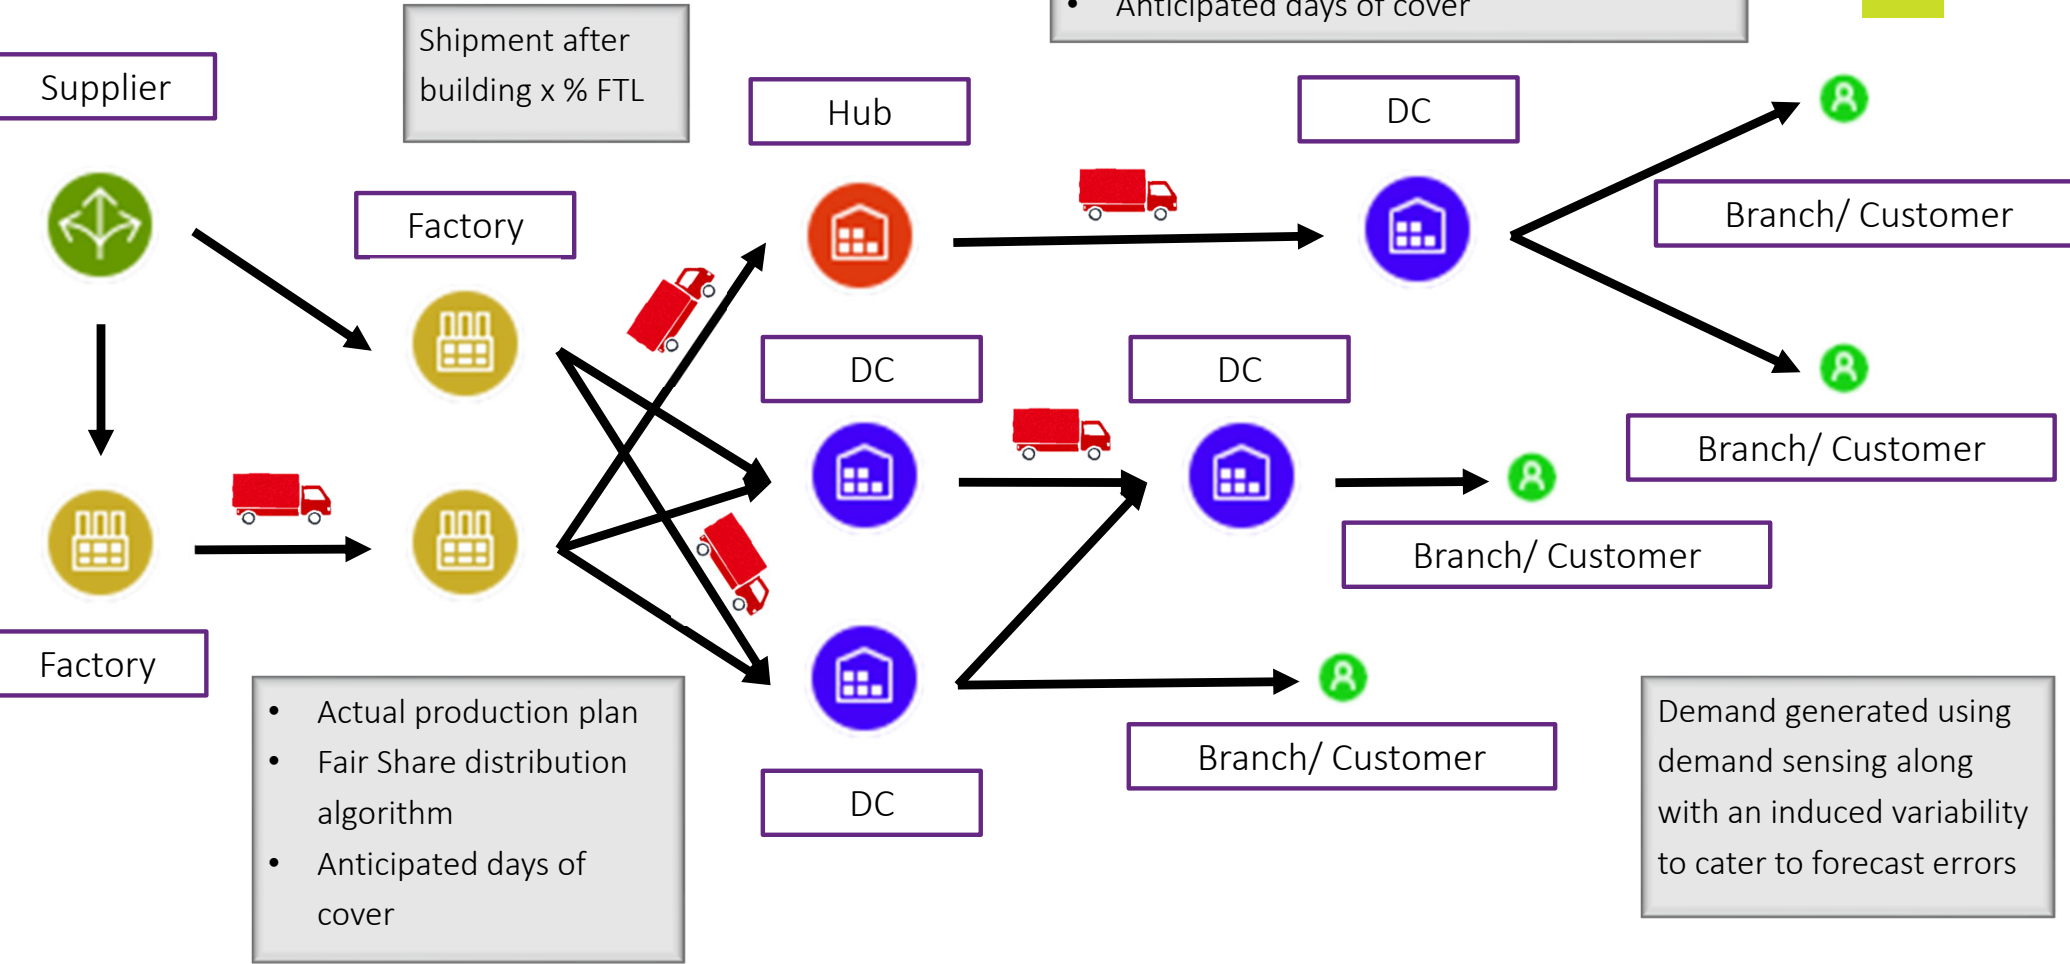 • Anticipated days of cover
Shipment after
building x % FTL
Supplier
Hub
DC
Factory
Branch/ Customer
DC
DC
Branch/ Customer
Branch/ Customer
Factory
• Actual production plan
• Fair Share distribution
algorithm
• Anticipated days of
cover
DC
Branch/ Customer
Demand generated using
demand sensing along
with an induced variability
to cater to forecast errors